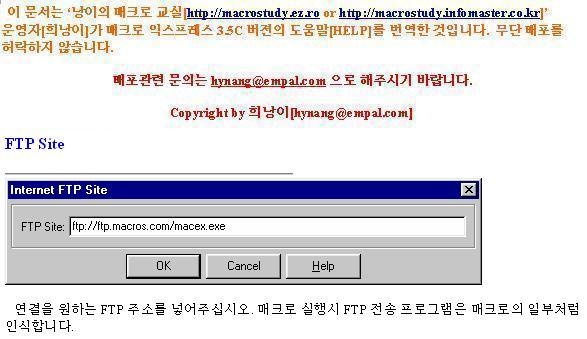 이 문서는 ‘낭이의 매크로 교실[http://macrostudy.ez.ro or http://macrostudy.infomaster.co.kr]’
운영자[희낭이]가 매크로 익스프레스 3.5C 버젼의 도움말[HELP]를 번역한 것입니다. 무단 배포를
허락하지 않습니다.
배포관련 문의는 hynang@empal.com 으로 해주시기 바랍니다.
Copyright by 희낭이[hynang@empal.com]
FTP Site
Internet FTP Site
FTP Site: ftp://ftp.macros.com/macex.exe
OK Cancel Help
연결을 원하는 FTP 주소를 넣어주십시오. 매크로 실행시 FTP 전송 프로그램은 매크로의 일부처럼
인식합니다.